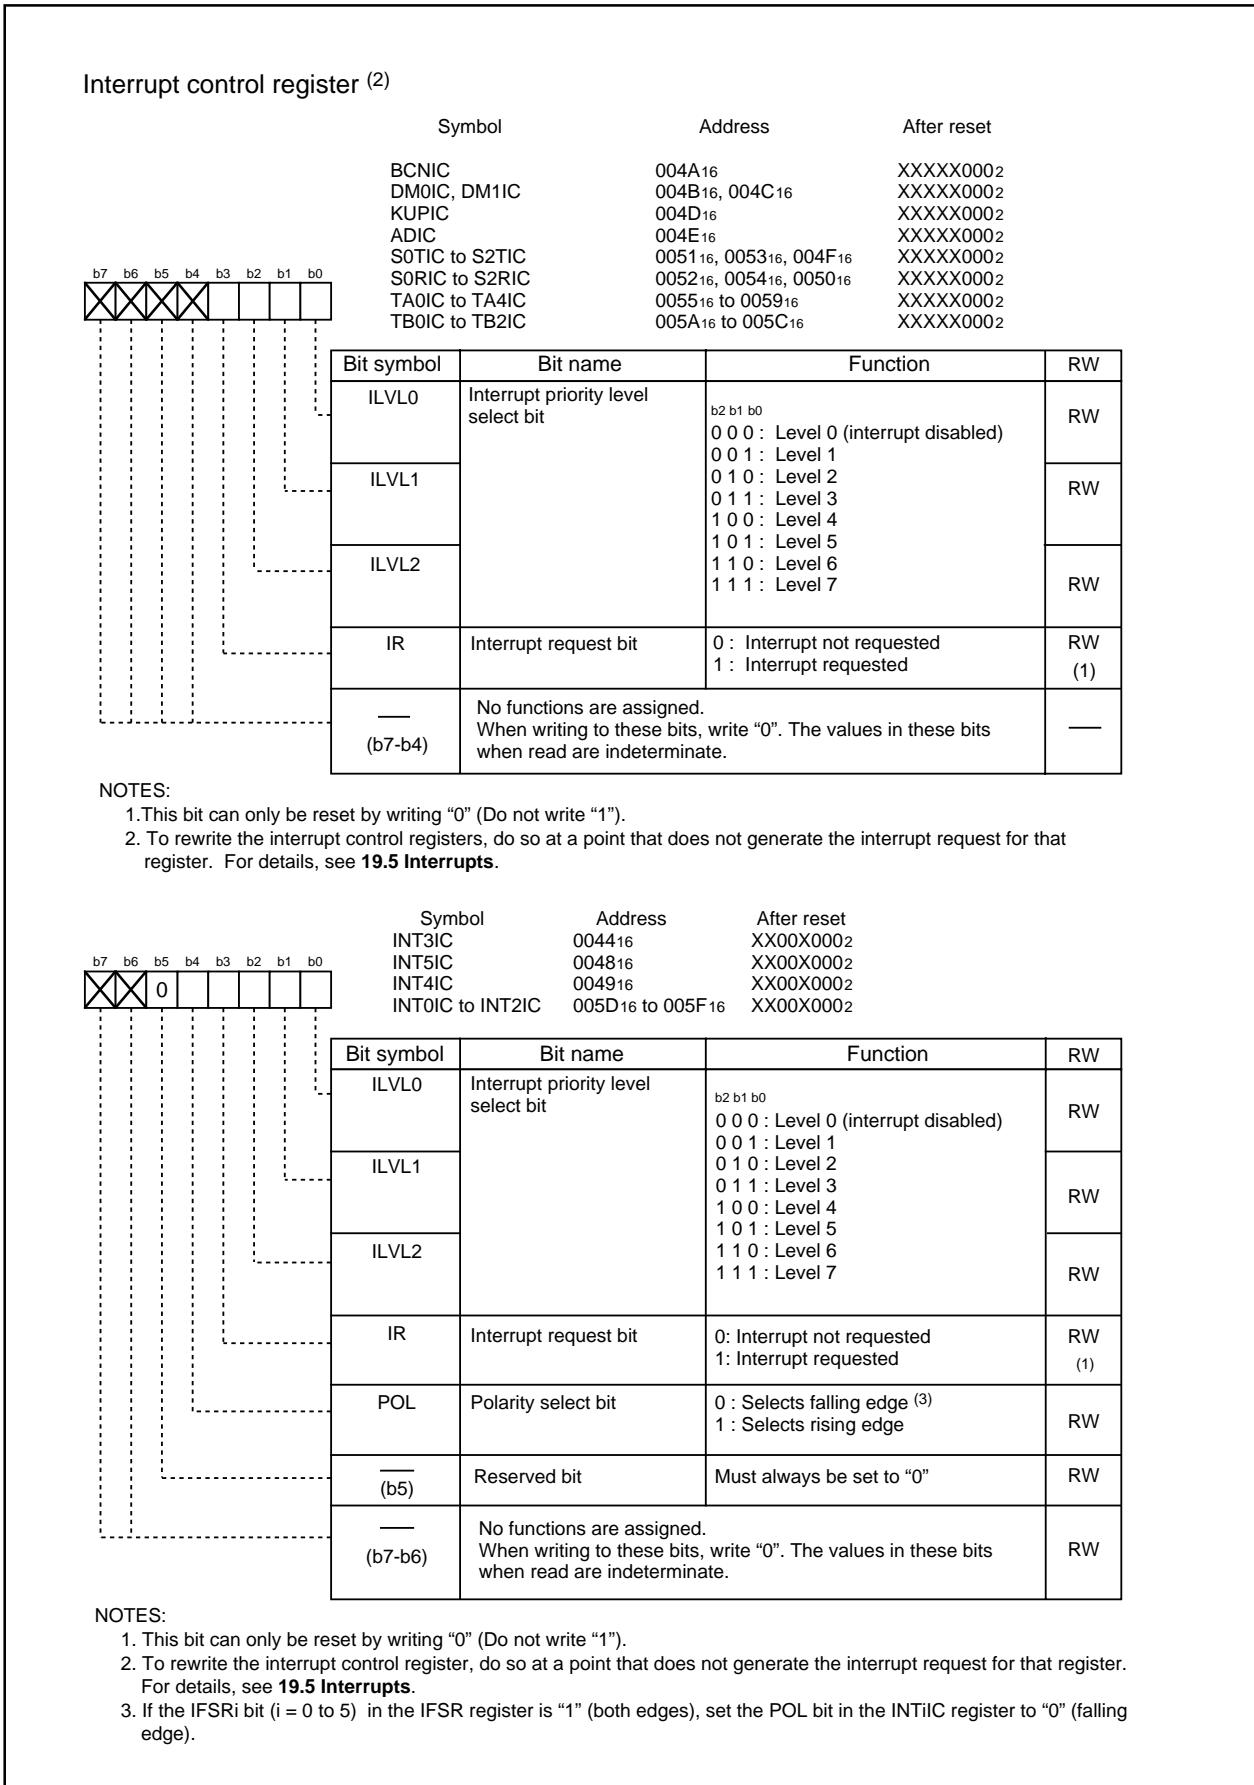 Interrupt control register (2)
Symbol Address After reset
BCNIC 004A16 XXXXX0002
DM0IC, DM1IC 004B16, 004C16 XXXXX0002
KUPIC 004D16 XXXXX0002
ADIC 004E16 XXXXX0002
S0TIC to S2TIC 005116, 005316, 004F16 XXXXX0002
S0RIC to S2RIC 005216, 005416, 005016 XXXXX0002
TA0IC to TA4IC 005516 to 005916 XXXXX0002
TB0IC to TB2IC 005A16 to 005C16 XXXXX0002
b7 b6 b5 b4 b3 b2 b1 b0
Bit symbol Bit name Function RW
ILVL0 Interrupt priority level
select bit
b2 b1 b0
RW
0 0 0 : Level 0 (interrupt disabled)
0 0 1 : Level 1
ILVL1 0 1 0 : Level 2 RW
0 1 1 : Level 3
1 0 0 : Level 4
1 0 1 : Level 5
ILVL2 1 1 0 : Level 6
1 1 1 : Level 7 RW
IR Interrupt request bit 0 : Interrupt not requested RW
1 : Interrupt requested (1)
No functions are assigned.
When writing to these bits, write “0”. The values in these bits
(b7-b4) when read are indeterminate.
NOTES:
1.This bit can only be reset by writing “0” (Do not write “1”).
2. To rewrite the interrupt control registers, do so at a point that does not generate the interrupt request for that
register. For details, see 19.5 Interrupts.
Symbol Address After reset
INT3IC 004416 XX00X0002
INT5IC 004816 XX00X0002
INT4IC 004916 XX00X0002
INT0IC to INT2IC 005D16 to 005F16 XX00X0002
b7 b6 b5 b4 b3 b2 b1 b0
0
Bit symbol Bit name Function RW
ILVL0 Interrupt priority level
select bit
b2 b1 b0
RW
0 0 0 : Level 0 (interrupt disabled)
0 0 1 : Level 1
ILVL1 0 1 0 : Level 2
0 1 1 : Level 3 RW
1 0 0 : Level 4
1 0 1 : Level 5
ILVL2 1 1 0 : Level 6
1 1 1 : Level 7 RW
IR Interrupt request bit 0: Interrupt not requested RW
1: Interrupt requested (1)
POL Polarity select bit 0 : Selects falling edge (3)
1 : Selects rising edge RW
(b5) Reserved bit Must always be set to “0” RW
No functions are assigned.
(b7-b6) When writing to these bits, write “0”. The values in these bits RW
when read are indeterminate.
NOTES:
1. This bit can only be reset by writing “0” (Do not write “1”).
2. To rewrite the interrupt control register, do so at a point that does not generate the interrupt request for that register.
For details, see 19.5 Interrupts.
3. If the IFSRi bit (i = 0 to 5) in the IFSR register is “1” (both edges), set the POL bit in the INTiIC register to “0” (falling
edge).